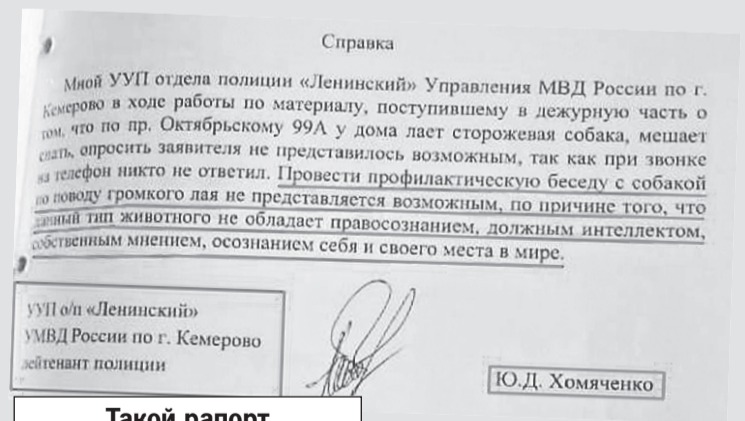 Справка
Мной УУП отдела полиции «Ленинский» Управления МВД России по г.
Кемерово в ходе работы по материалу, поступившему в дежурную часть о
том, что по пр. Октябрьскому 99А у дома лает сторожевая собака, мешает
спать, опросить заявителя не представилось возможным, так как при звонке
на телефон никто не ответил. Провести профилактическую беседу с собакой
по поводу громкого лая не представляется возможным, по причине того, что
данный тип животного не обладает правосознанием, должным интеллектом,
собственным мнением, осознанием себя и своего места в мире.
УУП о/п «Ленинский»
УМВД России по г. Кемерово
лейтенант полиции
Ю.Д. Хомяченко
Такой рапорт